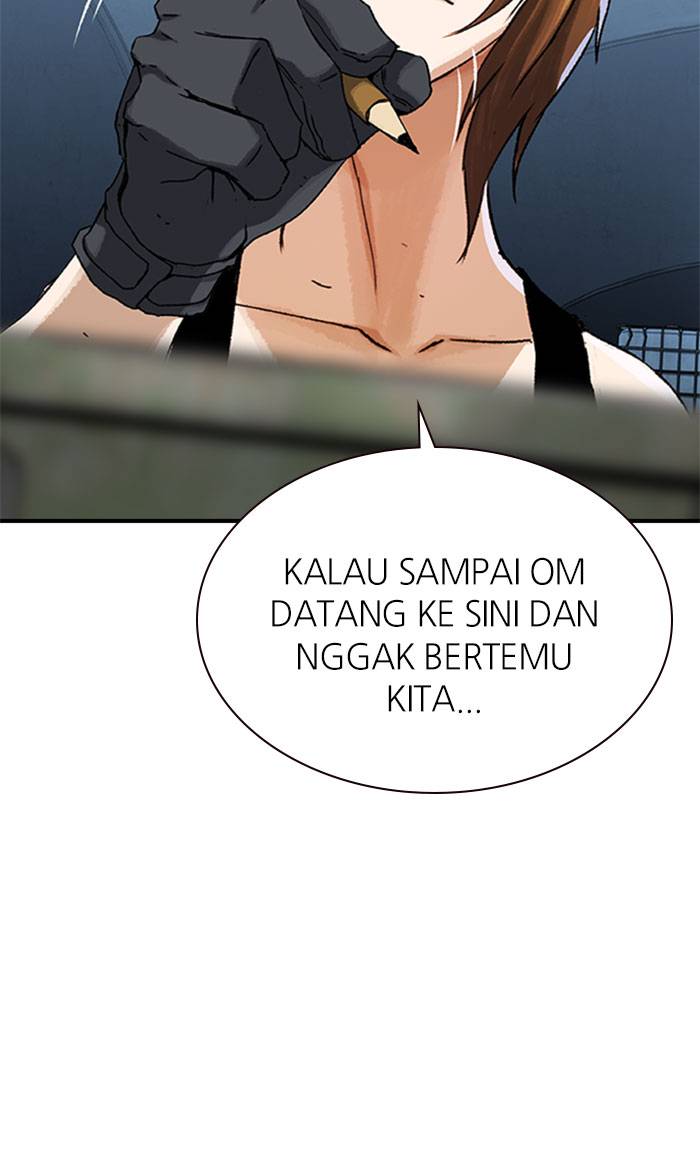 KALAU SAMPAI OM
DATANG KE SINI DAN
NGGAK BERTEMU
KITA...